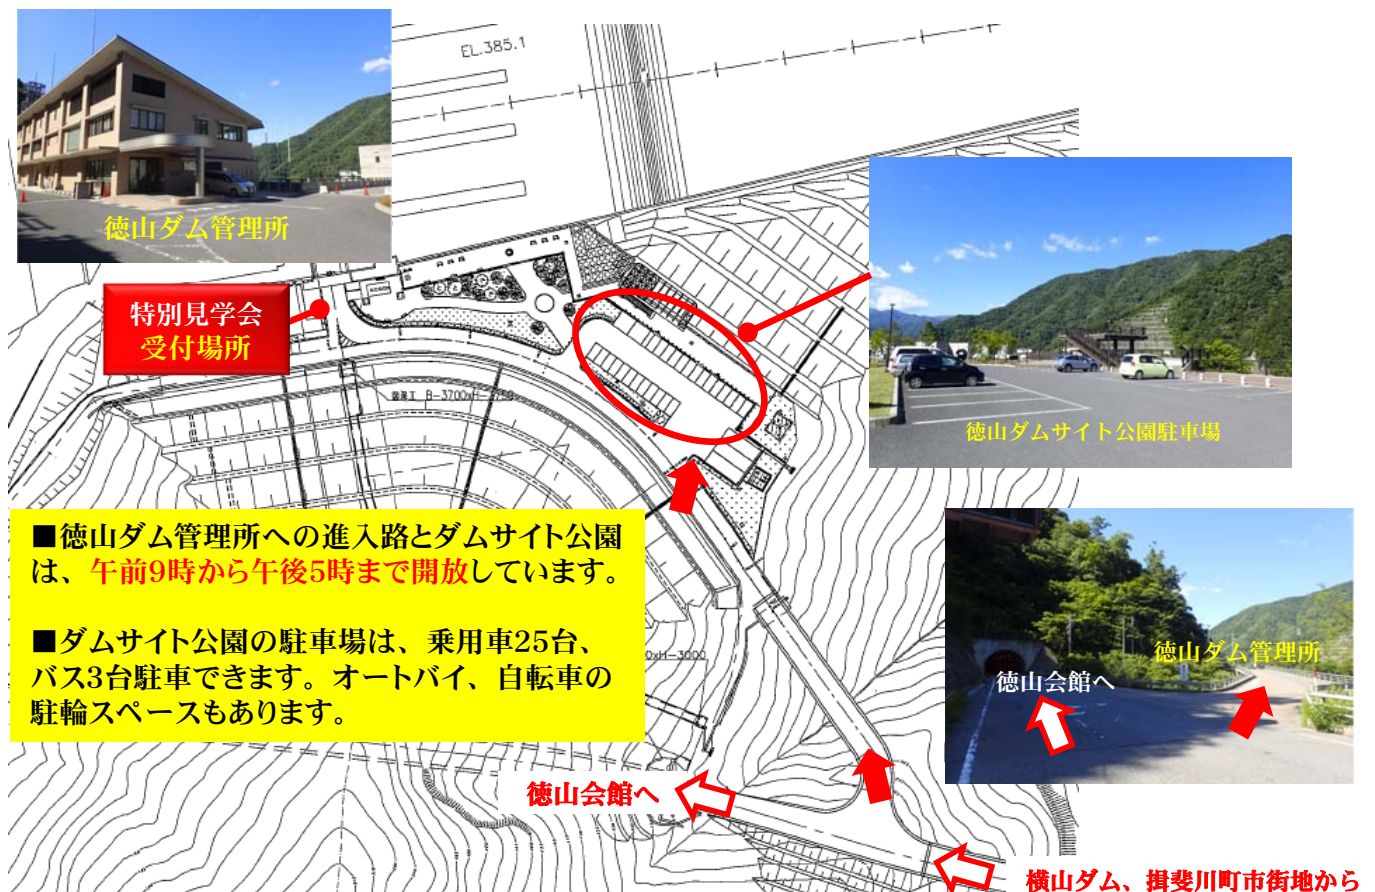 EL.385.1
徳山ダム管理所
特別見学会
受付場所
B-3700xH-3750
徳山ダムサイト公園駐車場
■徳山ダム管理所への進入路とダムサイト公園
は、午前9時から午後5時まで開放しています。
■ダムサイト公園の駐車場は、乗用車25台、
バス3台駐車できます。オートバイ、自転車の
駐輪スペースもあります。
xH-3000
徳山ダム管理所
徳山会館へ
徳山会館へ
横山ダム、揖斐川町市街地から